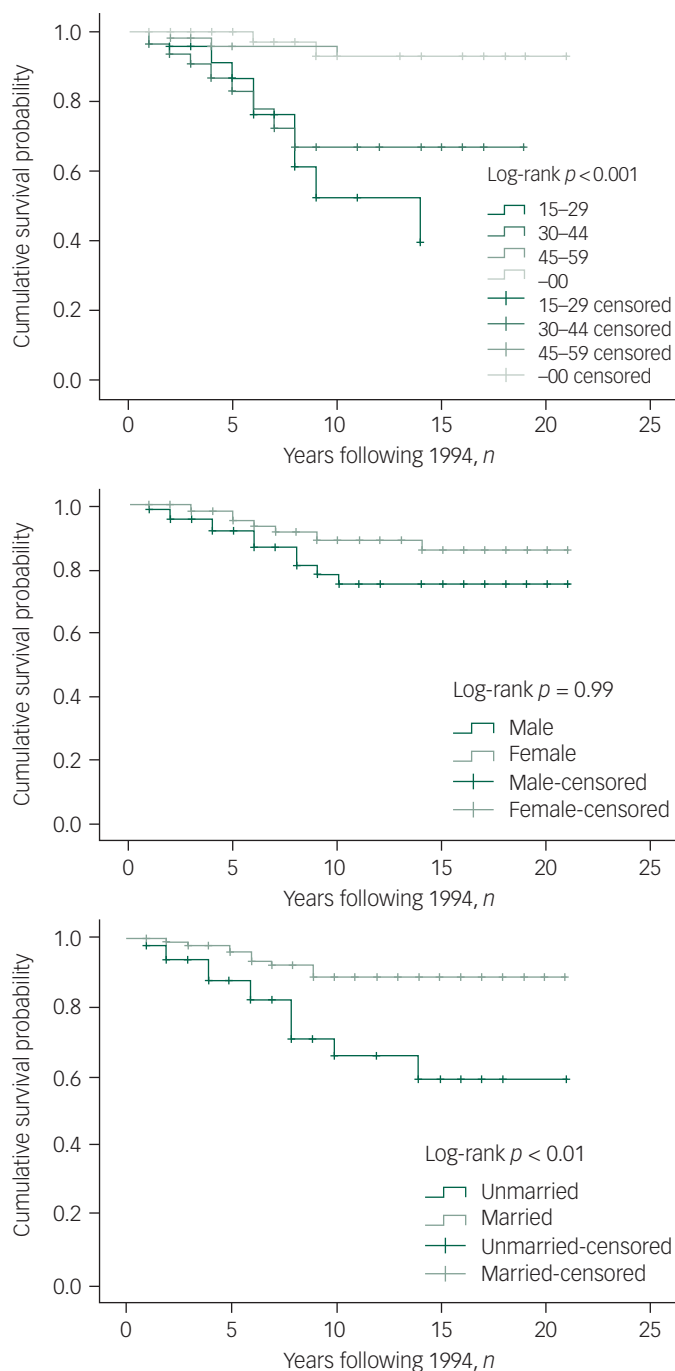 Cumulative survival probability
1.0
0.8
0.6
0.4
0.2
0.0
0 5 10 15 20 25
Years following 1994, n
Log-rank p < 0.001
15–29
30–44
45–59
–00
15–29 censored
30–44 censored
45–59 censored
–00 censored
Cumulative survival probability
1.0
0.8
0.6
0.4
0.2
0.0
0 5 10 15 20 25
Years following 1994, n
Log-rank p = 0.99
Male
Female
Male-censored
Female-censored
Cumulative survival probability
1.0
0.8
0.6
0.4
0.2
0.0
0 5 10 15 20 25
Years following 1994, n
Log-rank p < 0.01
Unmarried
Married
Unmarried-censored
Married-censored